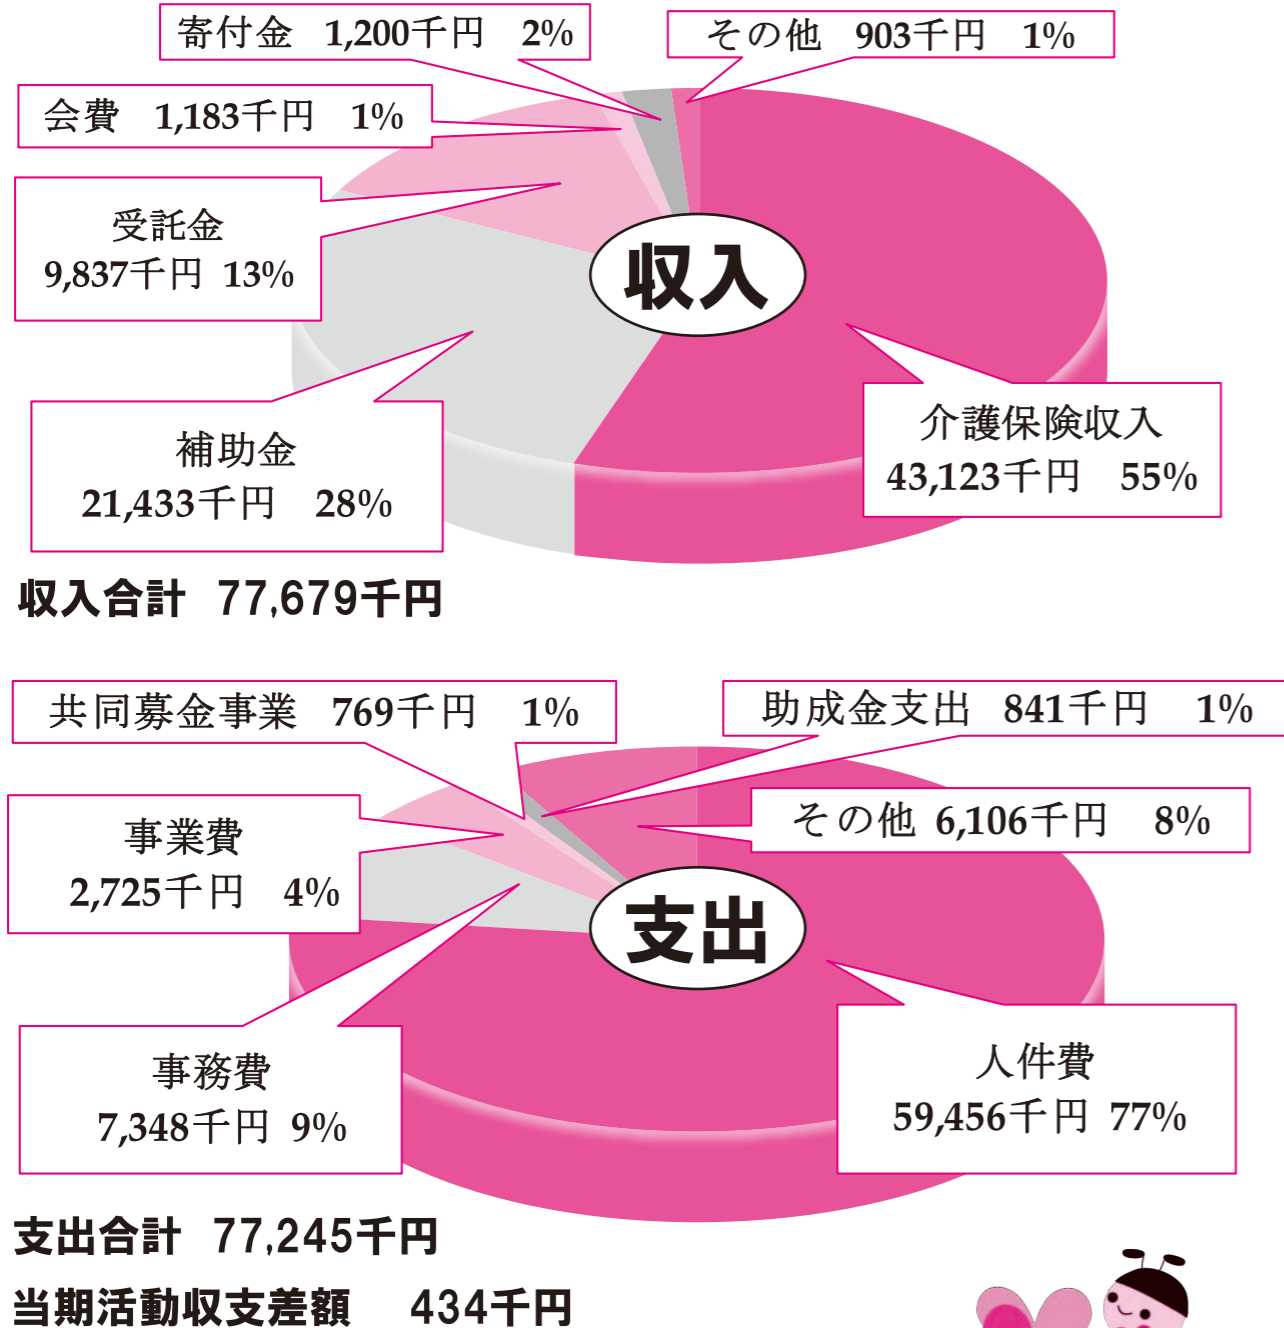 寄付金 1,200千円 2%
その他 903千円 1%
会費 1,183千円 1%
受託金
9,837千円 13%
収入
介護保険収入
43,123千円 55%
補助金
21,433千円 28%
収入合計 77,679千円
共同募金事業 769千円 1%
助成金支出 841千円 1%
その他 6,106千円 8%
事業費
2,725千円 4%
支出
事務費
7,348千円 9%
人件費
59,456千円 77%
支出合計 77,245千円
当期活動収支差額 434千円